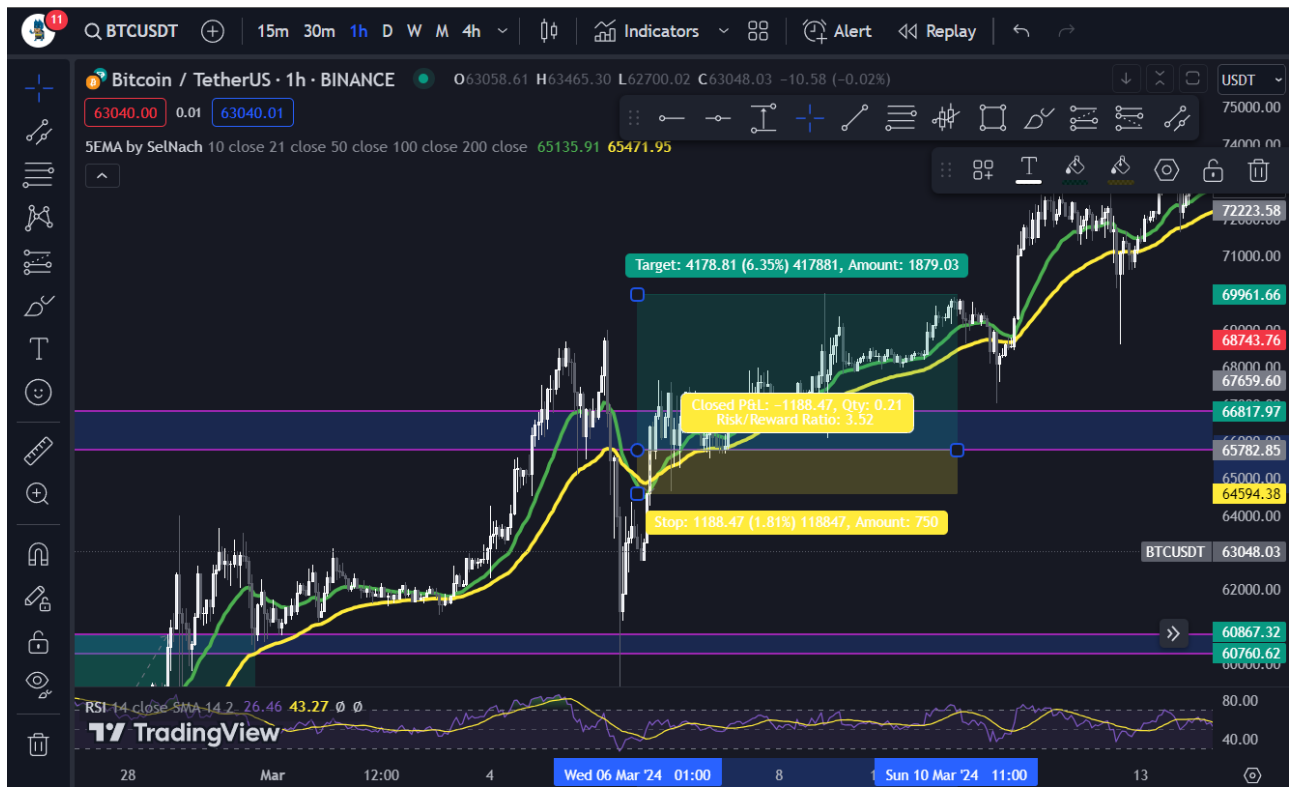 11
BTCUSDT
15m 30m 1h D W M 4h
Indicators
Alert
Replay
Bitcoin / TetherUS · 1h · BINANCE
O63058.61 H63465.30 L62700.02 C63048.03 −10.58 (−0.02%)
USDT
63040.00 0.01 63040.01
75000.00
5EMA by SelNach 10 close 21 close 50 close 100 close 200 close 65135.91 65471.95
74000.00
72223.58
71000.00
Target: 4178.81 (6.35%) 417881, Amount: 1879.03
69961.66
68743.76
68000.00
67659.60
Closed P&L: −1188.47, Qty: 0.21
Risk/Reward Ratio: 3.52
66817.97
65782.85
65000.00
64594.38
Stop: 1188.47 (1.81%) 118847, Amount: 750
64000.00
BTCUSDT 63048.03
62000.00
60867.32
60760.62
60000.00
RSI 14 close SMA 14 2 26.46 43.27 Ø Ø
80.00
TradingView
40.00
28 Mar 12:00 4 Wed 06 Mar '24 01:00 8 Sun 10 Mar '24 11:00 13